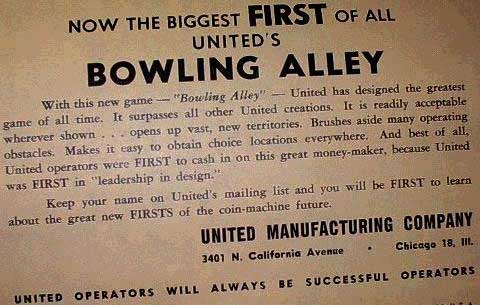 NOW THE BIGGEST FIRST OF ALL
UNITED'S
BOWLING ALLEY
With this new game — "Bowling Alley" — United has designed the greatest
game of all time. It surpasses all other United creations. It is readily acceptable
wherever shown . . . opens up vast, new territories. Brushes aside many operating
obstacles. Makes it easy to obtain choice locations everywhere. And best of all,
United operators were FIRST to cash in on this great money-maker, because United
was FIRST in "leadership in design."
Keep your name on United's mailing list and you will be FIRST to learn
about the great new FIRSTS of the coin-machine future.
UNITED MANUFACTURING COMPANY
3401 N. California Avenue • Chicago 18, Ill.
UNITED OPERATORS WILL ALWAYS BE SUCCESSFUL OPERATORS